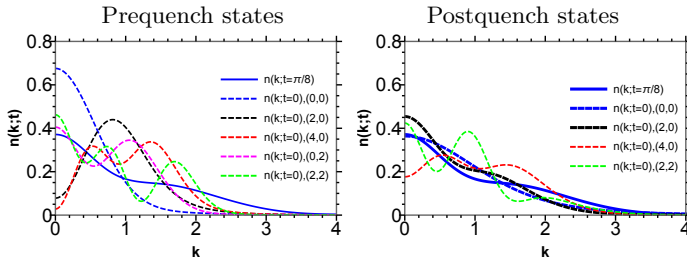 Prequench states
0.8
0.6
0.4
0.2
0
0 1 2 3 4
n(k;t)
k
n(k;t=π/8)
n(k;t=0),(0,0)
n(k;t=0),(2,0)
n(k;t=0),(4,0)
n(k;t=0),(0,2)
n(k;t=0),(2,2)
Postquench states
0.8
0.6
0.4
0.2
0
0 1 2 3 4
n(k;t)
k
n(k;t=π/8)
n(k;t=0),(0,0)
n(k;t=0),(2,0)
n(k;t=0),(4,0)
n(k;t=0),(2,2)